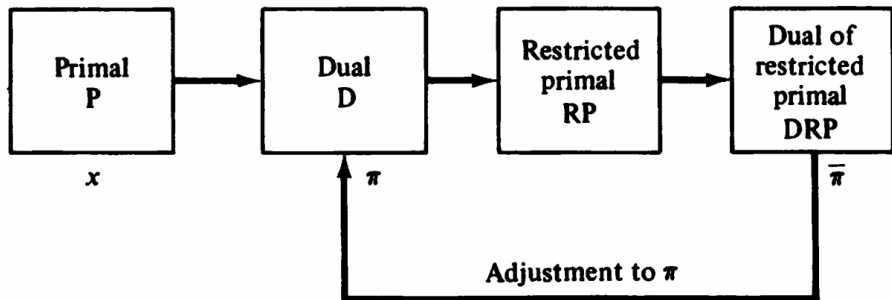 Primal
P
Dual
D
Restricted
primal
RP
Dual of
restricted
primal
DRP
x
π
π̄
Adjustment to π